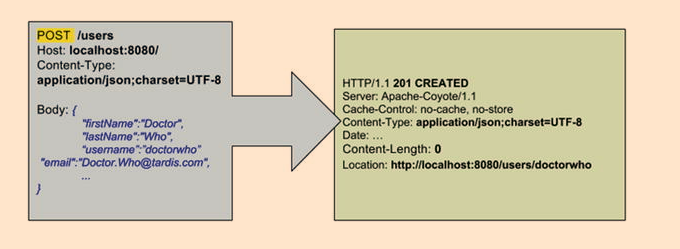 POST /users
Host: localhost:8080/
Content-Type:
application/json;charset=UTF-8
Body: {
"firstName":"Doctor",
"lastName":"Who",
"username":"doctorwho”
"email":"Doctor.Who@tardis.com",
...
}
HTTP/1.1 201 CREATED
Server: Apache-Coyote/1.1
Cache-Control: no-cache, no-store
Content-Type: application/json;charset=UTF-8
Date: …
Content-Length: 0
Location: http://localhost:8080/users/doctorwho